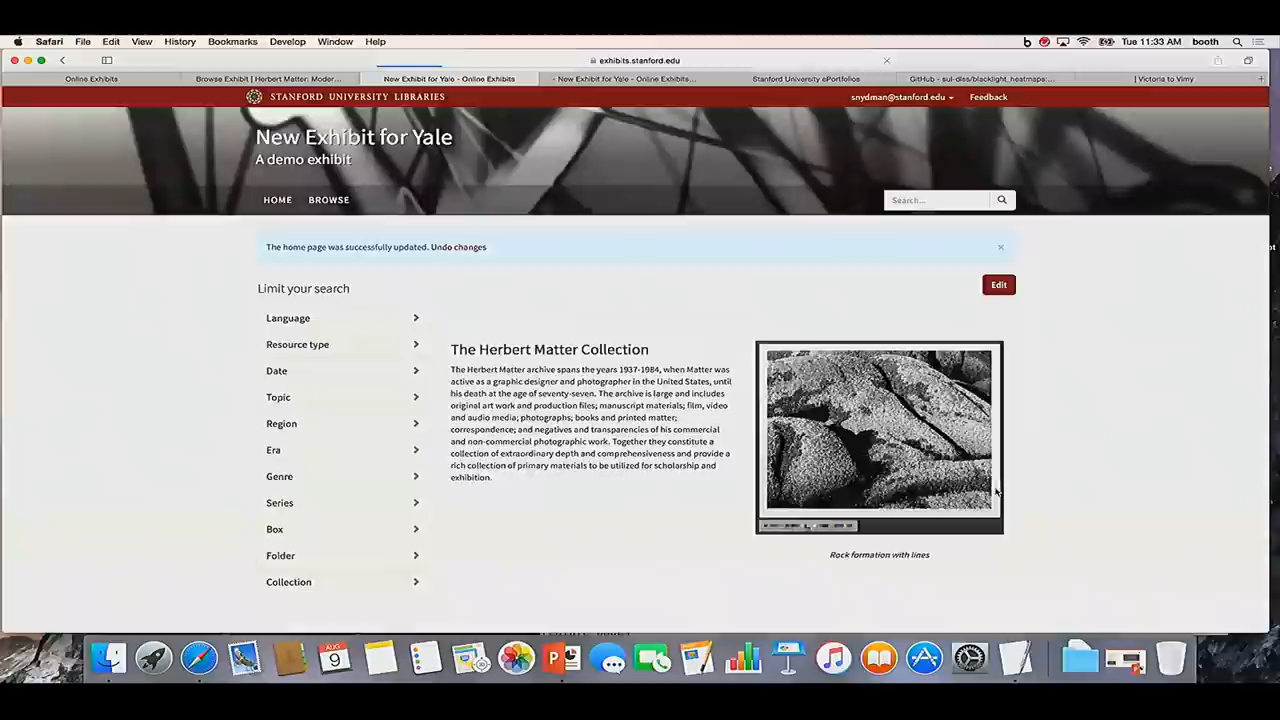 Safari File Edit View History Bookmarks Develop Window Help
Tue 11:33 AM booth
exhibits.stanford.edu
Online Exhibits
Browse Exhibit | Herbert Matter: Moder...
New Exhibit for Yale - Online Exhibits
- New Exhibit for Yale - Online Exhibits...
Stanford University ePortfolios
GitHub - sul-dlss/blacklight_heatmaps:...
| Victoria to Vimy
STANFORD UNIVERSITY LIBRARIES
snydman@stanford.edu
Feedback
New Exhibit for Yale
A demo exhibit
HOME BROWSE
Search...
The home page was successfully updated. Undo changes
×
Limit your search
Edit
Language
Resource type
Date
Topic
Region
Era
Genre
Series
Box
Folder
Collection
The Herbert Matter Collection
The Herbert Matter archive spans the years 1937-1984, when Matter was
active as a graphic designer and photographer in the United States, until
his death at the age of seventy-seven. The archive is large and includes
original art work and production files; manuscript materials; film, video
and audio media; photographs; books and printed matter;
correspondence; and negatives and transparencies of his commercial
and non-commercial photographic work. Together they constitute a
collection of extraordinary depth and comprehensiveness and provide a
rich collection of primary materials to be utilized for scholarship and
exhibition.
Rock formation with lines
AUG
9